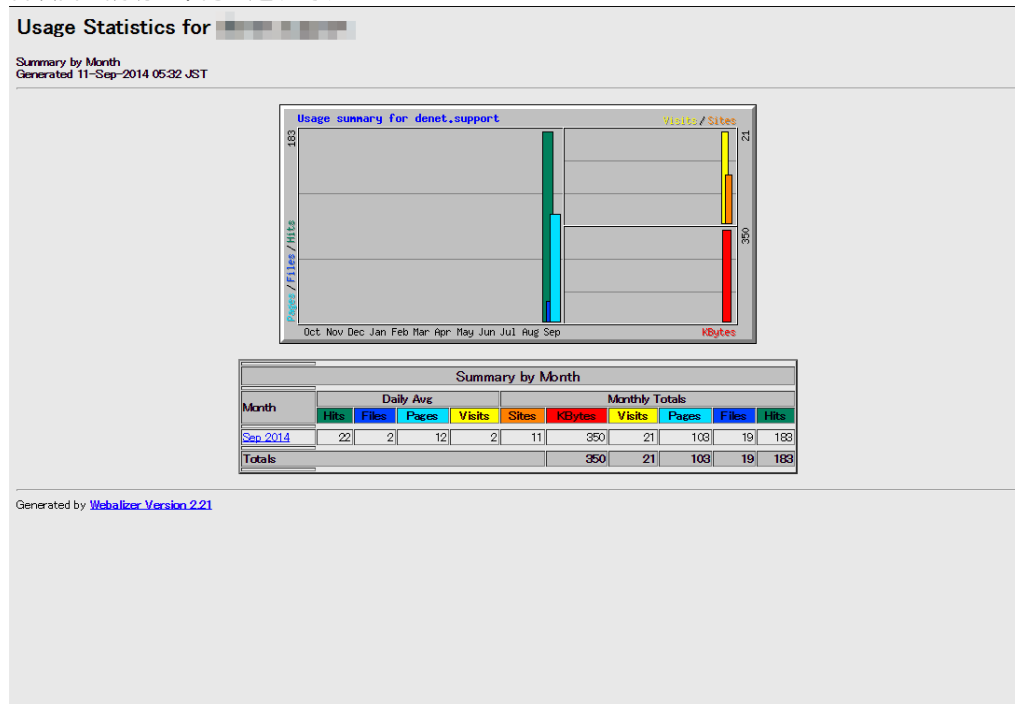 Usage Statistics for
Summary by Month
Generated 11-Sep-2014 05:32 JST
Usage summary for denet.support
Visits/Sites
183
21
Pages/Files/Hits
350
Oct Nov Dec Jan Feb Mar Apr May Jun Jul Aug Sep
KBytes
Summary by Month
Month Daily Avg Monthly Totals
Hits Files Pages Visits Sites KBytes Visits Pages Files Hits
Sep 2014 22 2 12 2 11 350 21 103 19 183
Totals 350 21 103 19 183
Generated by Webalizer Version 2.21